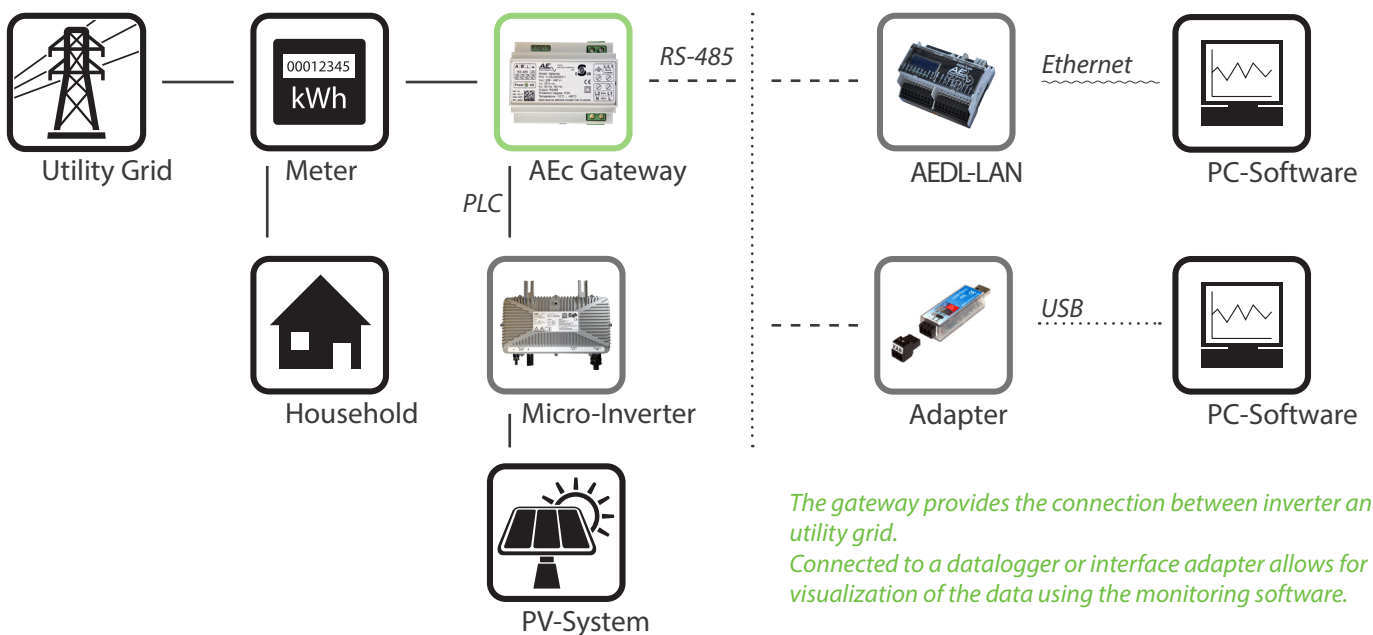 00012345
kWh
RS-485
Ethernet
Utility Grid
Meter
AEc Gateway
AEDL-LAN
PC-Software
PLC
USB
Household
Micro-Inverter
Adapter
PC-Software
The gateway provides the connection between inverter an
utility grid.
Connected to a datalogger or interface adapter allows for
visualization of the data using the monitoring software.
PV-System